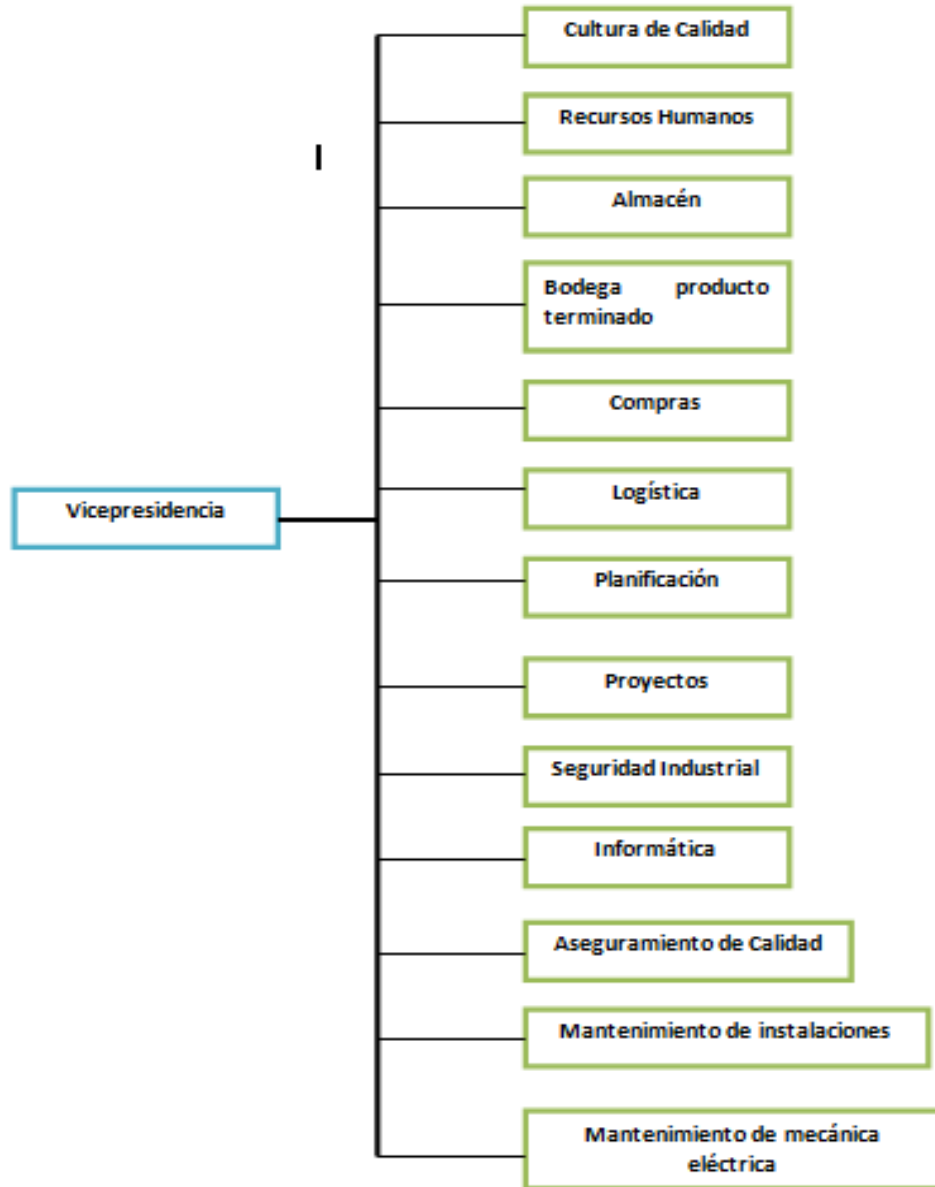 Cultura de Calidad
Recursos Humanos
Almacén
Bodega producto
terminado
Compras
Logística
Vicepresidencia
Planificación
Proyectos
Seguridad Industrial
Informática
Aseguramiento de Calidad
Mantenimiento de instalaciones
Mantenimiento de mecánica
eléctrica